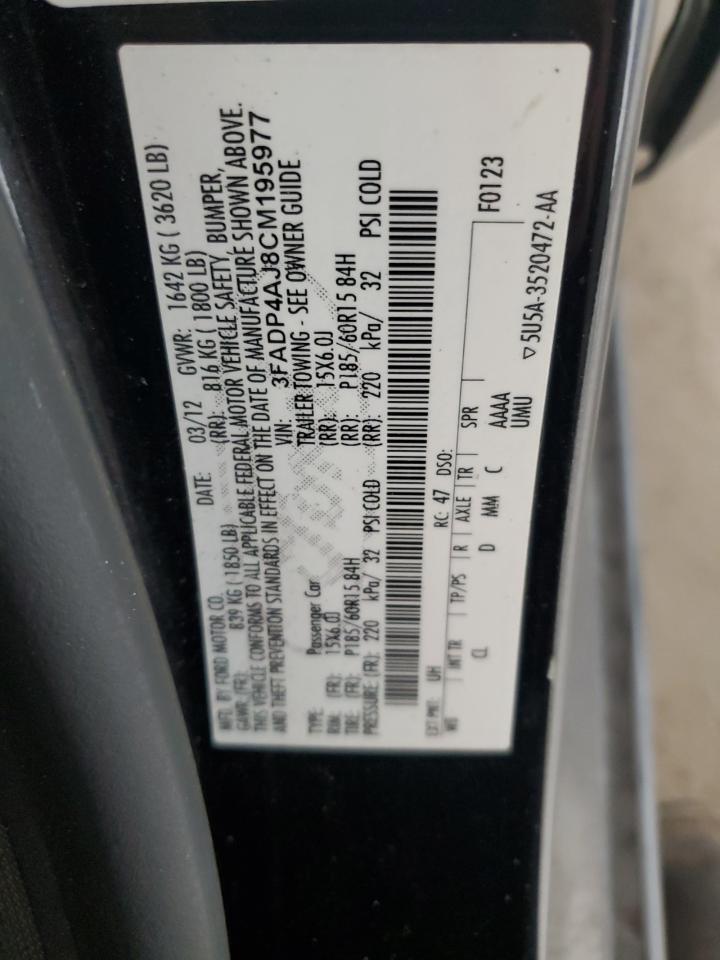 MFD. BY FORD MOTOR CO. DATE: 03/12 GVWR: 1642 KG ( 3620 LB)
GAWR (FR): 839 KG ( 1850 LB) (RR): 816 KG ( 1800 LB)
THIS VEHICLE CONFORMS TO ALL APPLICABLE FEDERAL MOTOR VEHICLE SAFETY, BUMPER,
AND THEFT PREVENTION STANDARDS IN EFFECT ON THE DATE OF MANUFACTURE SHOWN ABOVE.
VIN: 3FADP4AJ8CM195977
TYPE: Passenger Car TRAILER TOWING - SEE OWNER GUIDE
RIM: (FR): 15X6.0J (RR): 15X6.0J
TIRE: (FR): P185/60R15 84H (RR): P185/60R15 84H
PRESSURE: (FR): 220 kPa/ 32 PSI COLD (RR): 220 kPa/ 32 PSI COLD
EXT PNT: UH RC: 47 DSO: F0123
WB INT TR TP/PS R AXLE TR SPR
CL D MM C AAAA
UMU
▽5U5A-3520472-AA